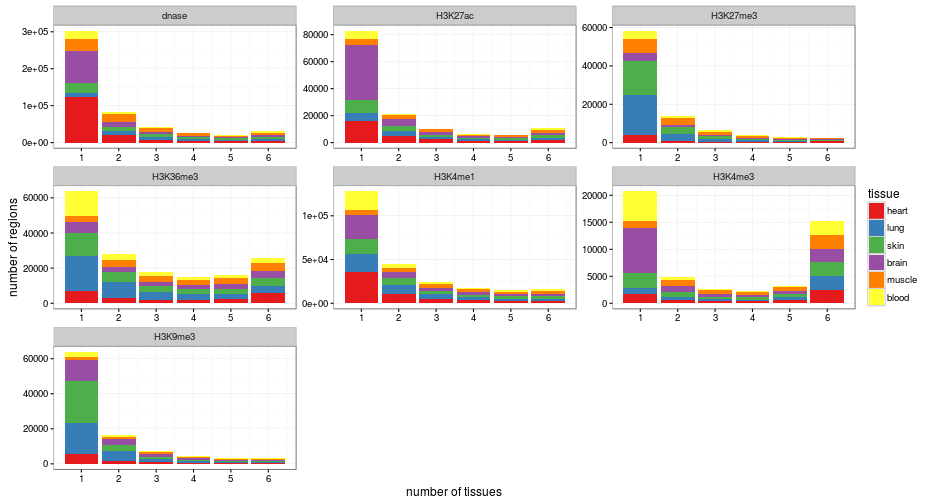 dnase
H3K27ac
H3K27me3
3e+05
2e+05
1e+05
0e+00
1 2 3 4 5 6
80000
60000
40000
20000
0
1 2 3 4 5 6
60000
40000
20000
0
1 2 3 4 5 6
H3K36me3
H3K4me1
H3K4me3
number of regions
60000
40000
20000
0
1 2 3 4 5 6
1e+05
5e+04
0e+00
1 2 3 4 5 6
20000
15000
10000
5000
0
1 2 3 4 5 6
tissue
heart
lung
skin
brain
muscle
blood
H3K9me3
60000
40000
20000
0
1 2 3 4 5 6
number of tissues